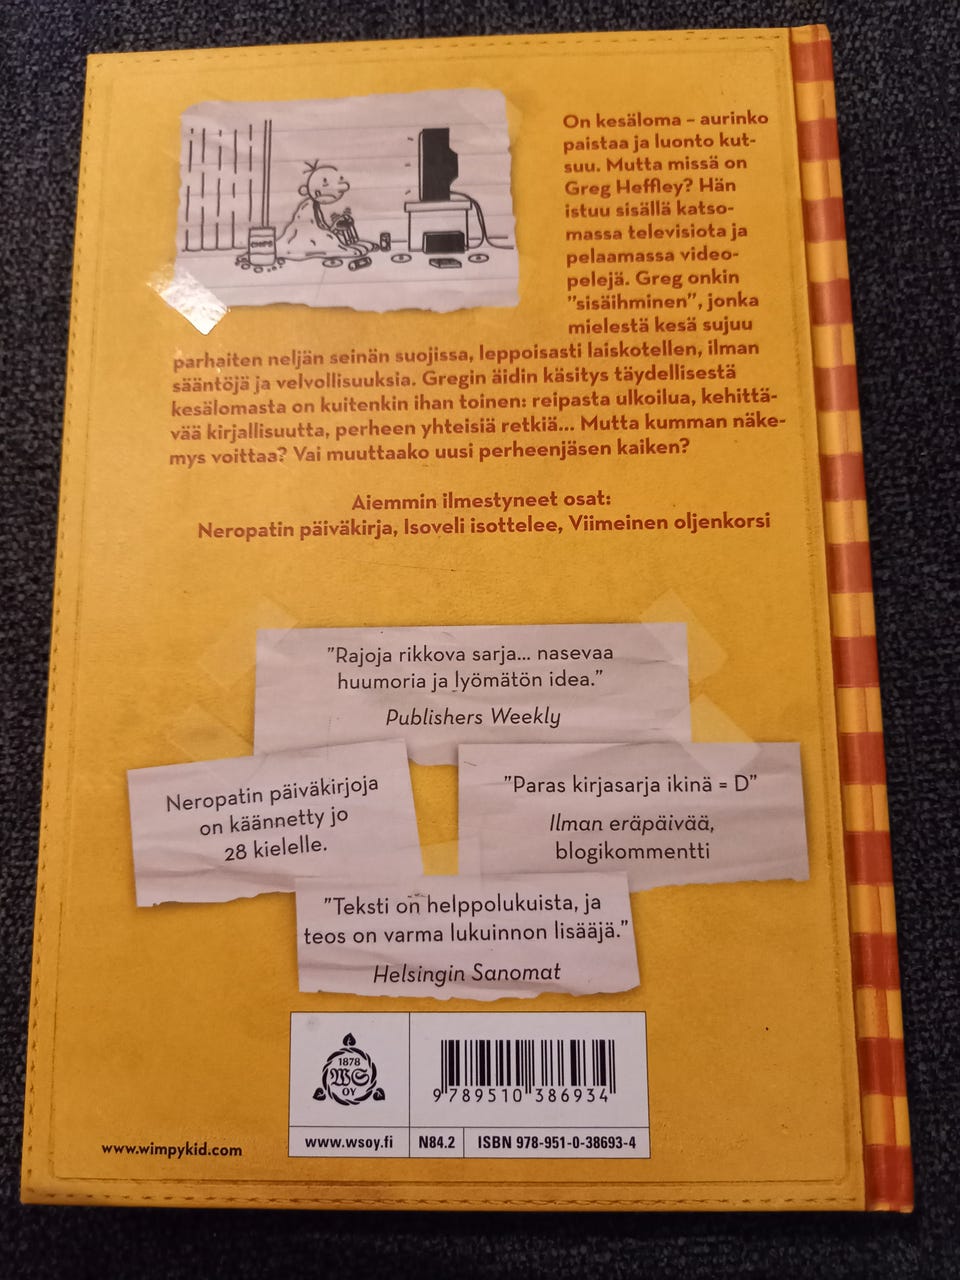 On kesäloma – aurinko
paistaa ja luonto kut-
suu. Mutta missä on
Greg Heffley? Hän
istuu sisällä katso-
massa televisiota ja
pelaamassa video-
pelejä. Greg onkin
"sisäihminen", jonka
mielestä kesä sujuu
parhaiten neljän seinän suojissa, leppoisasti laiskotellen, ilman
sääntöjä ja velvollisuuksia. Gregin äidin käsitys täydellisestä
kesälomasta on kuitenkin ihan toinen: reipasta ulkoilua, kehittä-
vää kirjallisuutta, perheen yhteisiä retkiä... Mutta kumman näke-
mys voittaa? Vai muuttaako uusi perheenjäsen kaiken?
CHIPS
Aiemmin ilmestyneet osat:
Neropatin päiväkirja, Isoveli isottelee, Viimeinen oljenkorsi
"Rajoja rikkova sarja... nasevaa
huumoria ja lyömätön idea."
Publishers Weekly
Neropatin päiväkirjoja
on käännetty jo
28 kielelle.
"Paras kirjasarja ikinä = D"
Ilman eräpäivää,
blogikommentti
"Teksti on helppolukuista, ja
teos on varma lukuinnon lisääjä."
Helsingin Sanomat
1878
WS
OY
9 789510 386934
www.wsoy.fi
N84.2
ISBN 978-951-0-38693-4
www.wimpykid.com